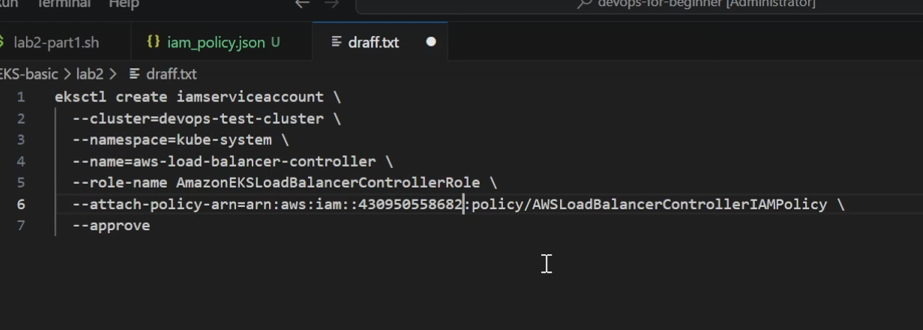 Terminal Help
devops-for-beginner [Administrator]
lab2-part1.sh
{} iam_policy.json U
draff.txt
EKS-basic > lab2 > draff.txt
1 eksctl create iamserviceaccount \
2 --cluster=devops-test-cluster \
3 --namespace=kube-system \
4 --name=aws-load-balancer-controller \
5 --role-name AmazonEKSLoadBalancerControllerRole \
6 --attach-policy-arn=arn:aws:iam::430950558682:policy/AWSLoadBalancerControllerIAMPolicy \
7 --approve